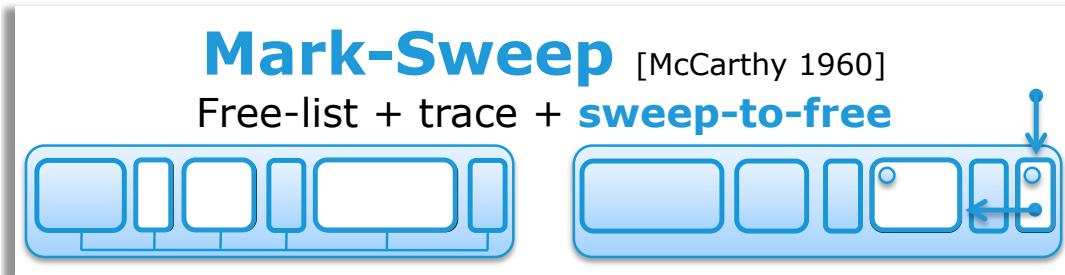 Mark-Sweep [McCarthy 1960]
Free-list + trace + sweep-to-free